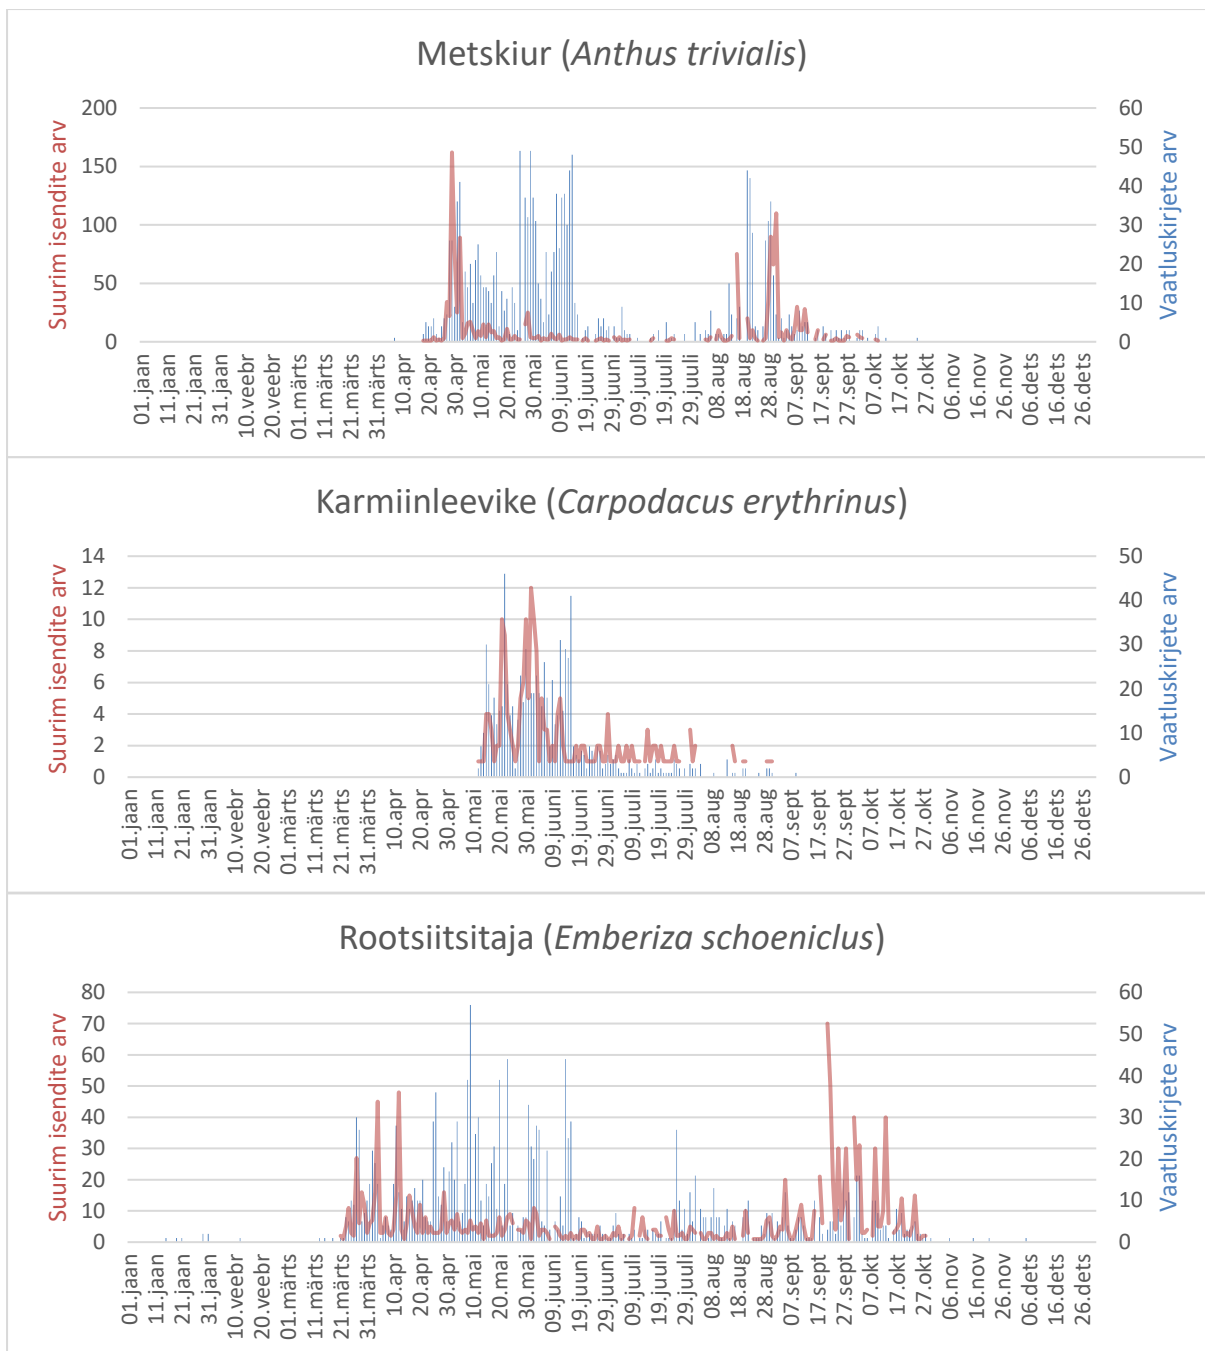 Metskiur (Anthus trivialis)
Suurim isendite arv
Vaatluskirjete arv
200 60
50
150 40
100 30
20
50 10
0 0
01.jaan 11.jaan 21.jaan 31.jaan 10.veebr 20.veebr 01.märts 11.märts 21.märts 31.märts 10.apr 20.apr 30.apr 10.mai 20.mai 30.mai 09.juuni 19.juuni 29.juuni 09.juuli 19.juuli 29.juuli 08.aug 18.aug 28.aug 07.sept 17.sept 27.sept 07.okt 17.okt 27.okt 06.nov 16.nov 26.nov 06.dets 16.dets 26.dets
Karmiinleevike (Carpodacus erythrinus)
Suurim isendite arv
Vaatluskirjete arv
14 50
12 40
10
8 30
6 20
4
2 10
0 0
01.jaan 11.jaan 21.jaan 31.jaan 10.veebr 20.veebr 01.märts 11.märts 21.märts 31.märts 10.apr 20.apr 30.apr 10.mai 20.mai 30.mai 09.juuni 19.juuni 29.juuni 09.juuli 19.juuli 29.juuli 08.aug 18.aug 28.aug 07.sept 17.sept 27.sept 07.okt 17.okt 27.okt 06.nov 16.nov 26.nov 06.dets 16.dets 26.dets
Rootsiitsitaja (Emberiza schoeniclus)
Suurim isendite arv
Vaatluskirjete arv
80 60
70 50
60
50 40
40 30
30 20
20
10 10
0 0
01.jaan 11.jaan 21.jaan 31.jaan 10.veebr 20.veebr 01.märts 11.märts 21.märts 31.märts 10.apr 20.apr 30.apr 10.mai 20.mai 30.mai 09.juuni 19.juuni 29.juuni 09.juuli 19.juuli 29.juuli 08.aug 18.aug 28.aug 07.sept 17.sept 27.sept 07.okt 17.okt 27.okt 06.nov 16.nov 26.nov 06.dets 16.dets 26.dets